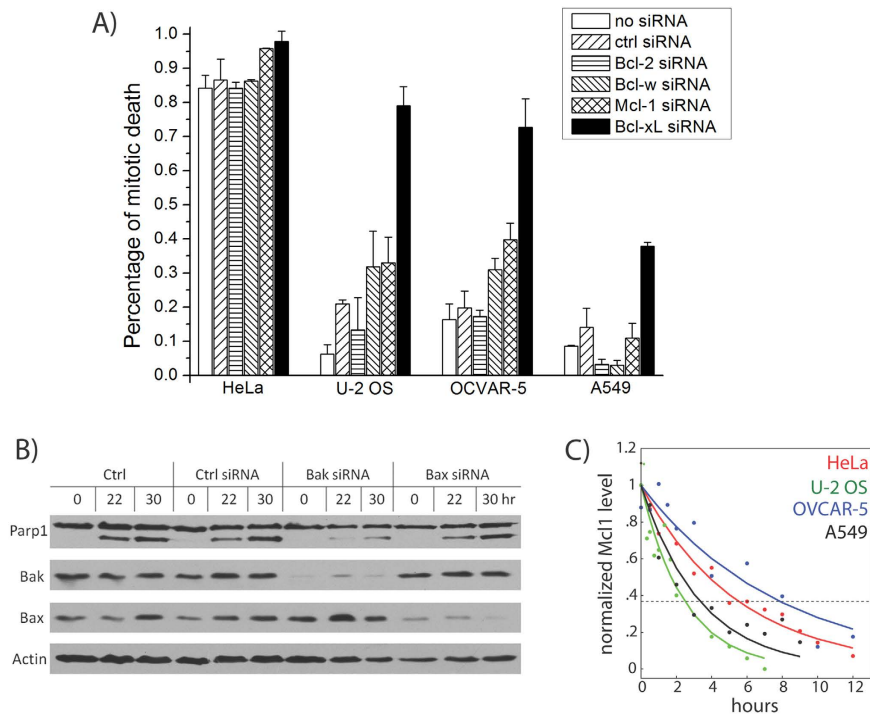 A)
Percentage of mitotic death
1.0
0.9
0.8
0.7
0.6
0.5
0.4
0.3
0.2
0.1
0.0
HeLa U-2 OS OCVAR-5 A549
no siRNA
ctrl siRNA
Bcl-2 siRNA
Bcl-w siRNA
Mcl-1 siRNA
Bcl-xL siRNA
B)
Ctrl Ctrl siRNA Bak siRNA Bax siRNA
0 22 30 0 22 30 0 22 30 0 22 30 hr
Parp1
Bak
Bax
Actin
C)
normalized Mcl1 level
1.2
1
.8
.6
.4
.2
0
0 2 4 6 8 10 12
hours
HeLa
U-2 OS
OVCAR-5
A549